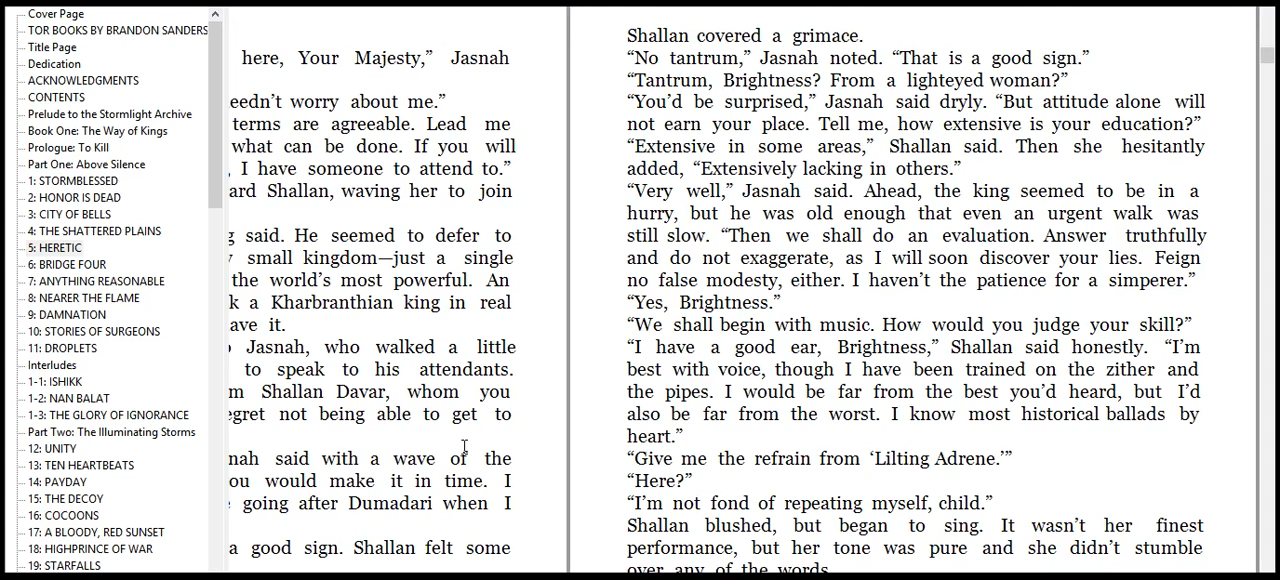 Cover Page
TOR BOOKS BY BRANDON SANDERS
Title Page
Dedication
ACKNOWLEDGMENTS
CONTENTS
Prelude to the Stormlight Archive
Book One: The Way of Kings
Prologue: To Kill
Part One: Above Silence
1: STORMBLESSED
2: HONOR IS DEAD
3: CITY OF BELLS
4: THE SHATTERED PLAINS
5: HERETIC
6: BRIDGE FOUR
7: ANYTHING REASONABLE
8: NEARER THE FLAME
9: DAMNATION
10: STORIES OF SURGEONS
11: DROPLETS
Interludes
1-1: ISHIKK
1-2: NAN BALAT
1-3: THE GLORY OF IGNORANCE
Part Two: The Illuminating Storms
12: UNITY
13: TEN HEARTBEATS
14: PAYDAY
15: THE DECOY
16: COCOONS
17: A BLOODY, RED SUNSET
18: HIGHPRINCE OF WAR
19: STARFALLS
here, Your Majesty,” Jasnah
eedn’t worry about me.”
terms are agreeable. Lead me
what can be done. If you will
, I have someone to attend to.”
ard Shallan, waving her to join
g said. He seemed to defer to
small kingdom—just a single
the world’s most powerful. An
k a Kharbranthian king in real
ave it.
Jasnah, who walked a little
to speak to his attendants.
m Shallan Davar, whom you
egret not being able to get to
nah said with a wave of the
ou would make it in time. I
going after Dumadari when I
a good sign. Shallan felt some
Shallan covered a grimace.
“No tantrum,” Jasnah noted. “That is a good sign.”
“Tantrum, Brightness? From a lighteyed woman?”
“You’d be surprised,” Jasnah said dryly. “But attitude alone will
not earn your place. Tell me, how extensive is your education?”
“Extensive in some areas,” Shallan said. Then she hesitantly
added, “Extensively lacking in others.”
“Very well,” Jasnah said. Ahead, the king seemed to be in a
hurry, but he was old enough that even an urgent walk was
still slow. “Then we shall do an evaluation. Answer truthfully
and do not exaggerate, as I will soon discover your lies. Feign
no false modesty, either. I haven’t the patience for a simperer.”
“Yes, Brightness.”
“We shall begin with music. How would you judge your skill?”
“I have a good ear, Brightness,” Shallan said honestly. “I’m
best with voice, though I have been trained on the zither and
the pipes. I would be far from the best you’d heard, but I’d
also be far from the worst. I know most historical ballads by
heart.”
“Give me the refrain from ‘Lilting Adrene.’”
“Here?”
“I’m not fond of repeating myself, child.”
Shallan blushed, but began to sing. It wasn’t her finest
performance, but her tone was pure and she didn’t stumble
over any of the words.